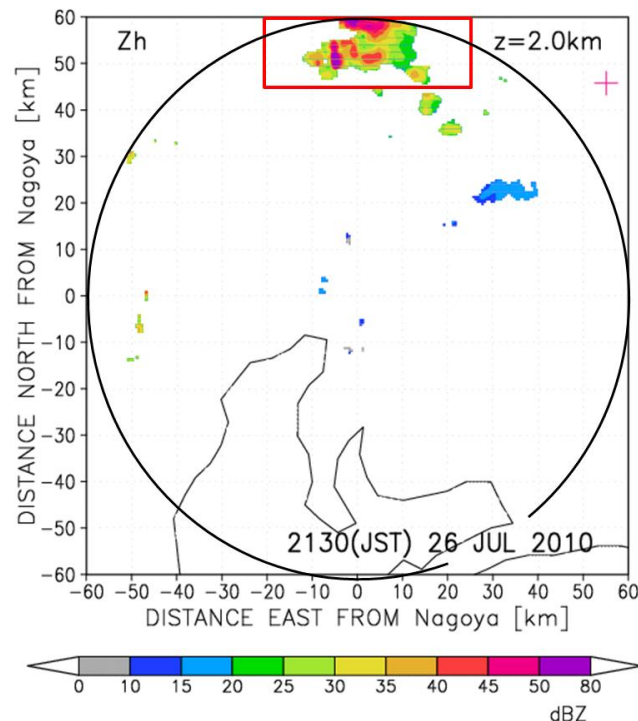 Zh
z=2.0km
60
50
40
30
20
10
0
-10
-20
-30
-40
-50
-60
DISTANCE NORTH FROM Nagoya [km]
2130(JST) 26 JUL 2010
-60 -50 -40 -30 -20 -10 0 10 20 30 40 50 60
DISTANCE EAST FROM Nagoya [km]
0 10 15 20 25 30 35 40 45 50 80
dBZ